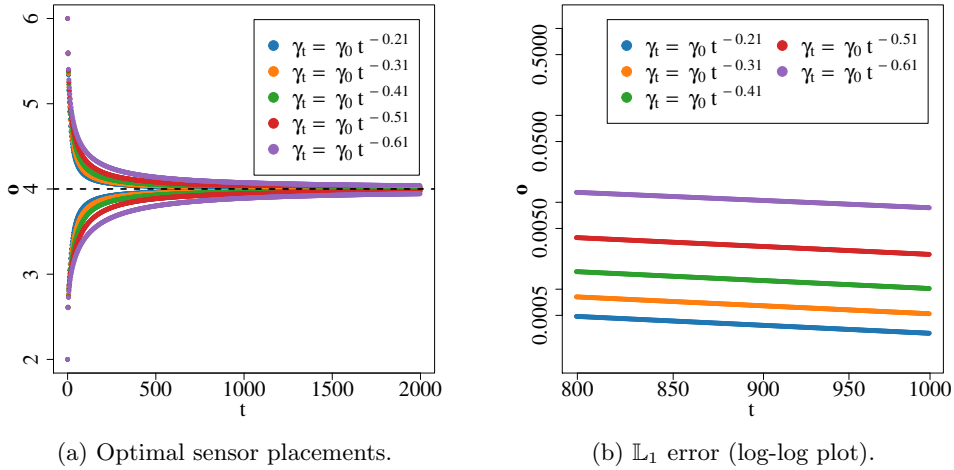 6
5
4
3
2
o
0
500
1000
1500
2000
t
γt = γ0 t −0.21
γt = γ0 t −0.31
γt = γ0 t −0.41
γt = γ0 t −0.51
γt = γ0 t −0.61
(a) Optimal sensor placements.
0.5000
0.0500
0.0050
0.0005
o
800
850
900
950
1000
t
γt = γ0 t −0.21
γt = γ0 t −0.31
γt = γ0 t −0.41
γt = γ0 t −0.51
γt = γ0 t −0.61
(b) 𝕃1 error (log-log plot).